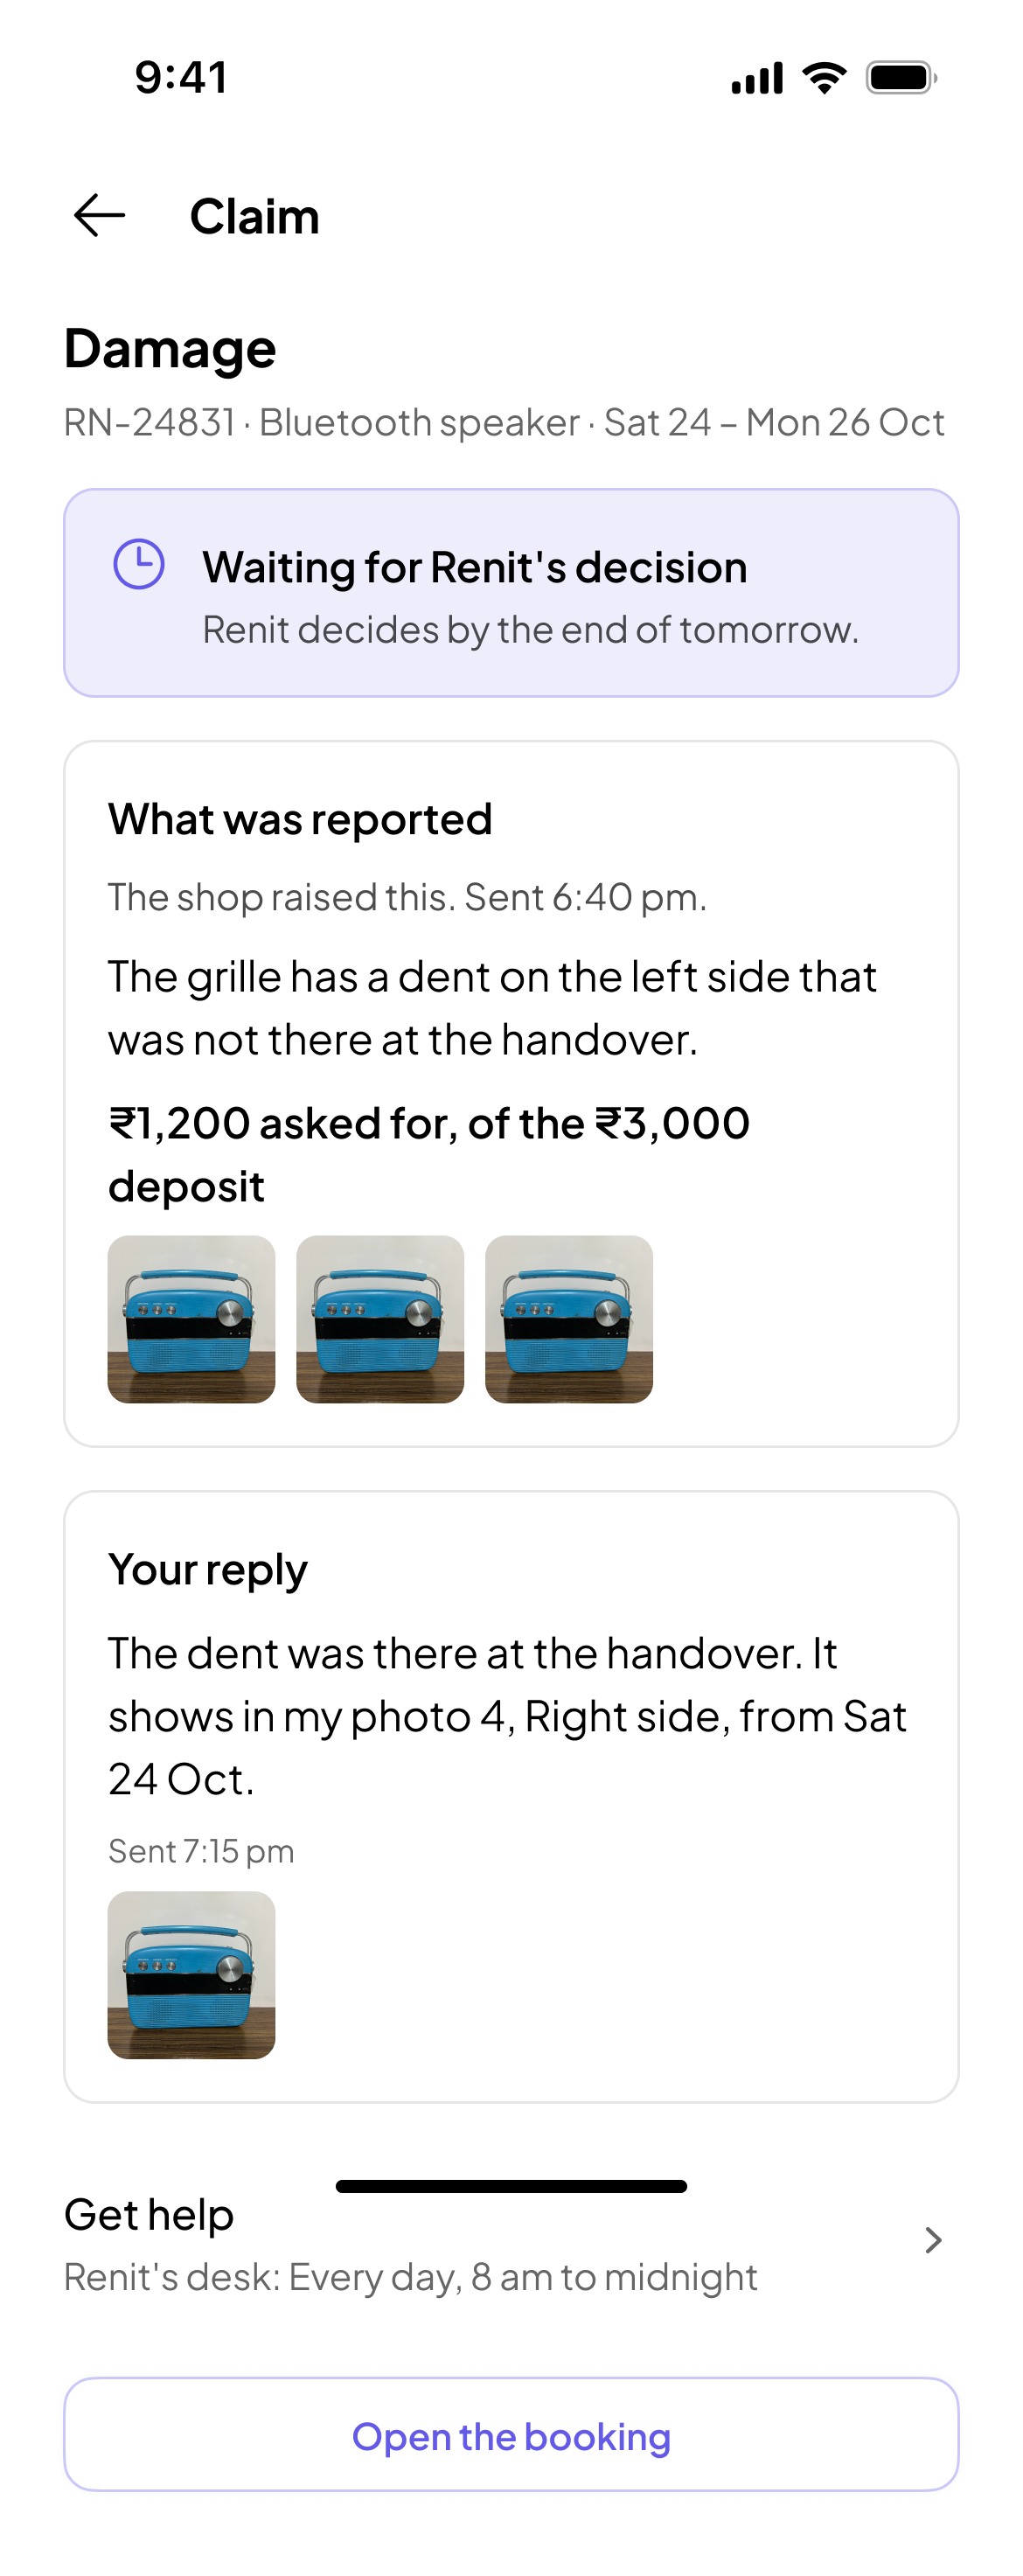 9:41
Claim
Damage
RN-24831 · Bluetooth speaker · Sat 24 – Mon 26 Oct
Waiting for Renit's decision
Renit decides by the end of tomorrow.
What was reported
The shop raised this. Sent 6:40 pm.
The grille has a dent on the left side that
was not there at the handover.
₹1,200 asked for, of the ₹3,000
deposit
Your reply
The dent was there at the handover. It
shows in my photo 4, Right side, from Sat
24 Oct.
Sent 7:15 pm
Get help
Renit's desk: Every day, 8 am to midnight
Open the booking